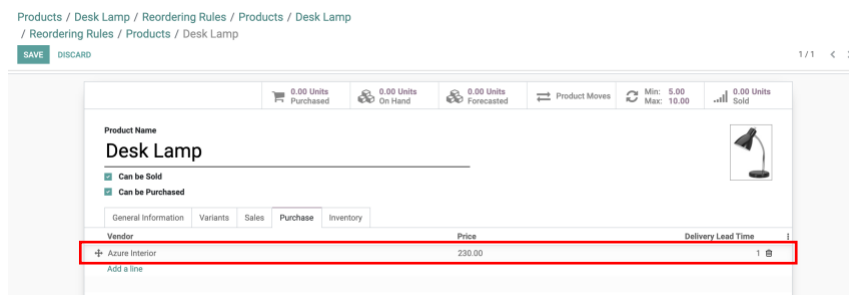 Products / Desk Lamp / Reordering Rules / Products / Desk Lamp
/ Reordering Rules / Products / Desk Lamp
SAVE DISCARD 1 / 1
0.00 Units Purchased
0.00 Units On Hand
0.00 Units Forecasted
Product Moves
Min: 5.00
Max: 10.00
0.00 Units Sold
Product Name
Desk Lamp
Can be Sold
Can be Purchased
General Information Variants Sales Purchase Inventory
Vendor Price Delivery Lead Time
Azure Interior 230.00 1
Add a line